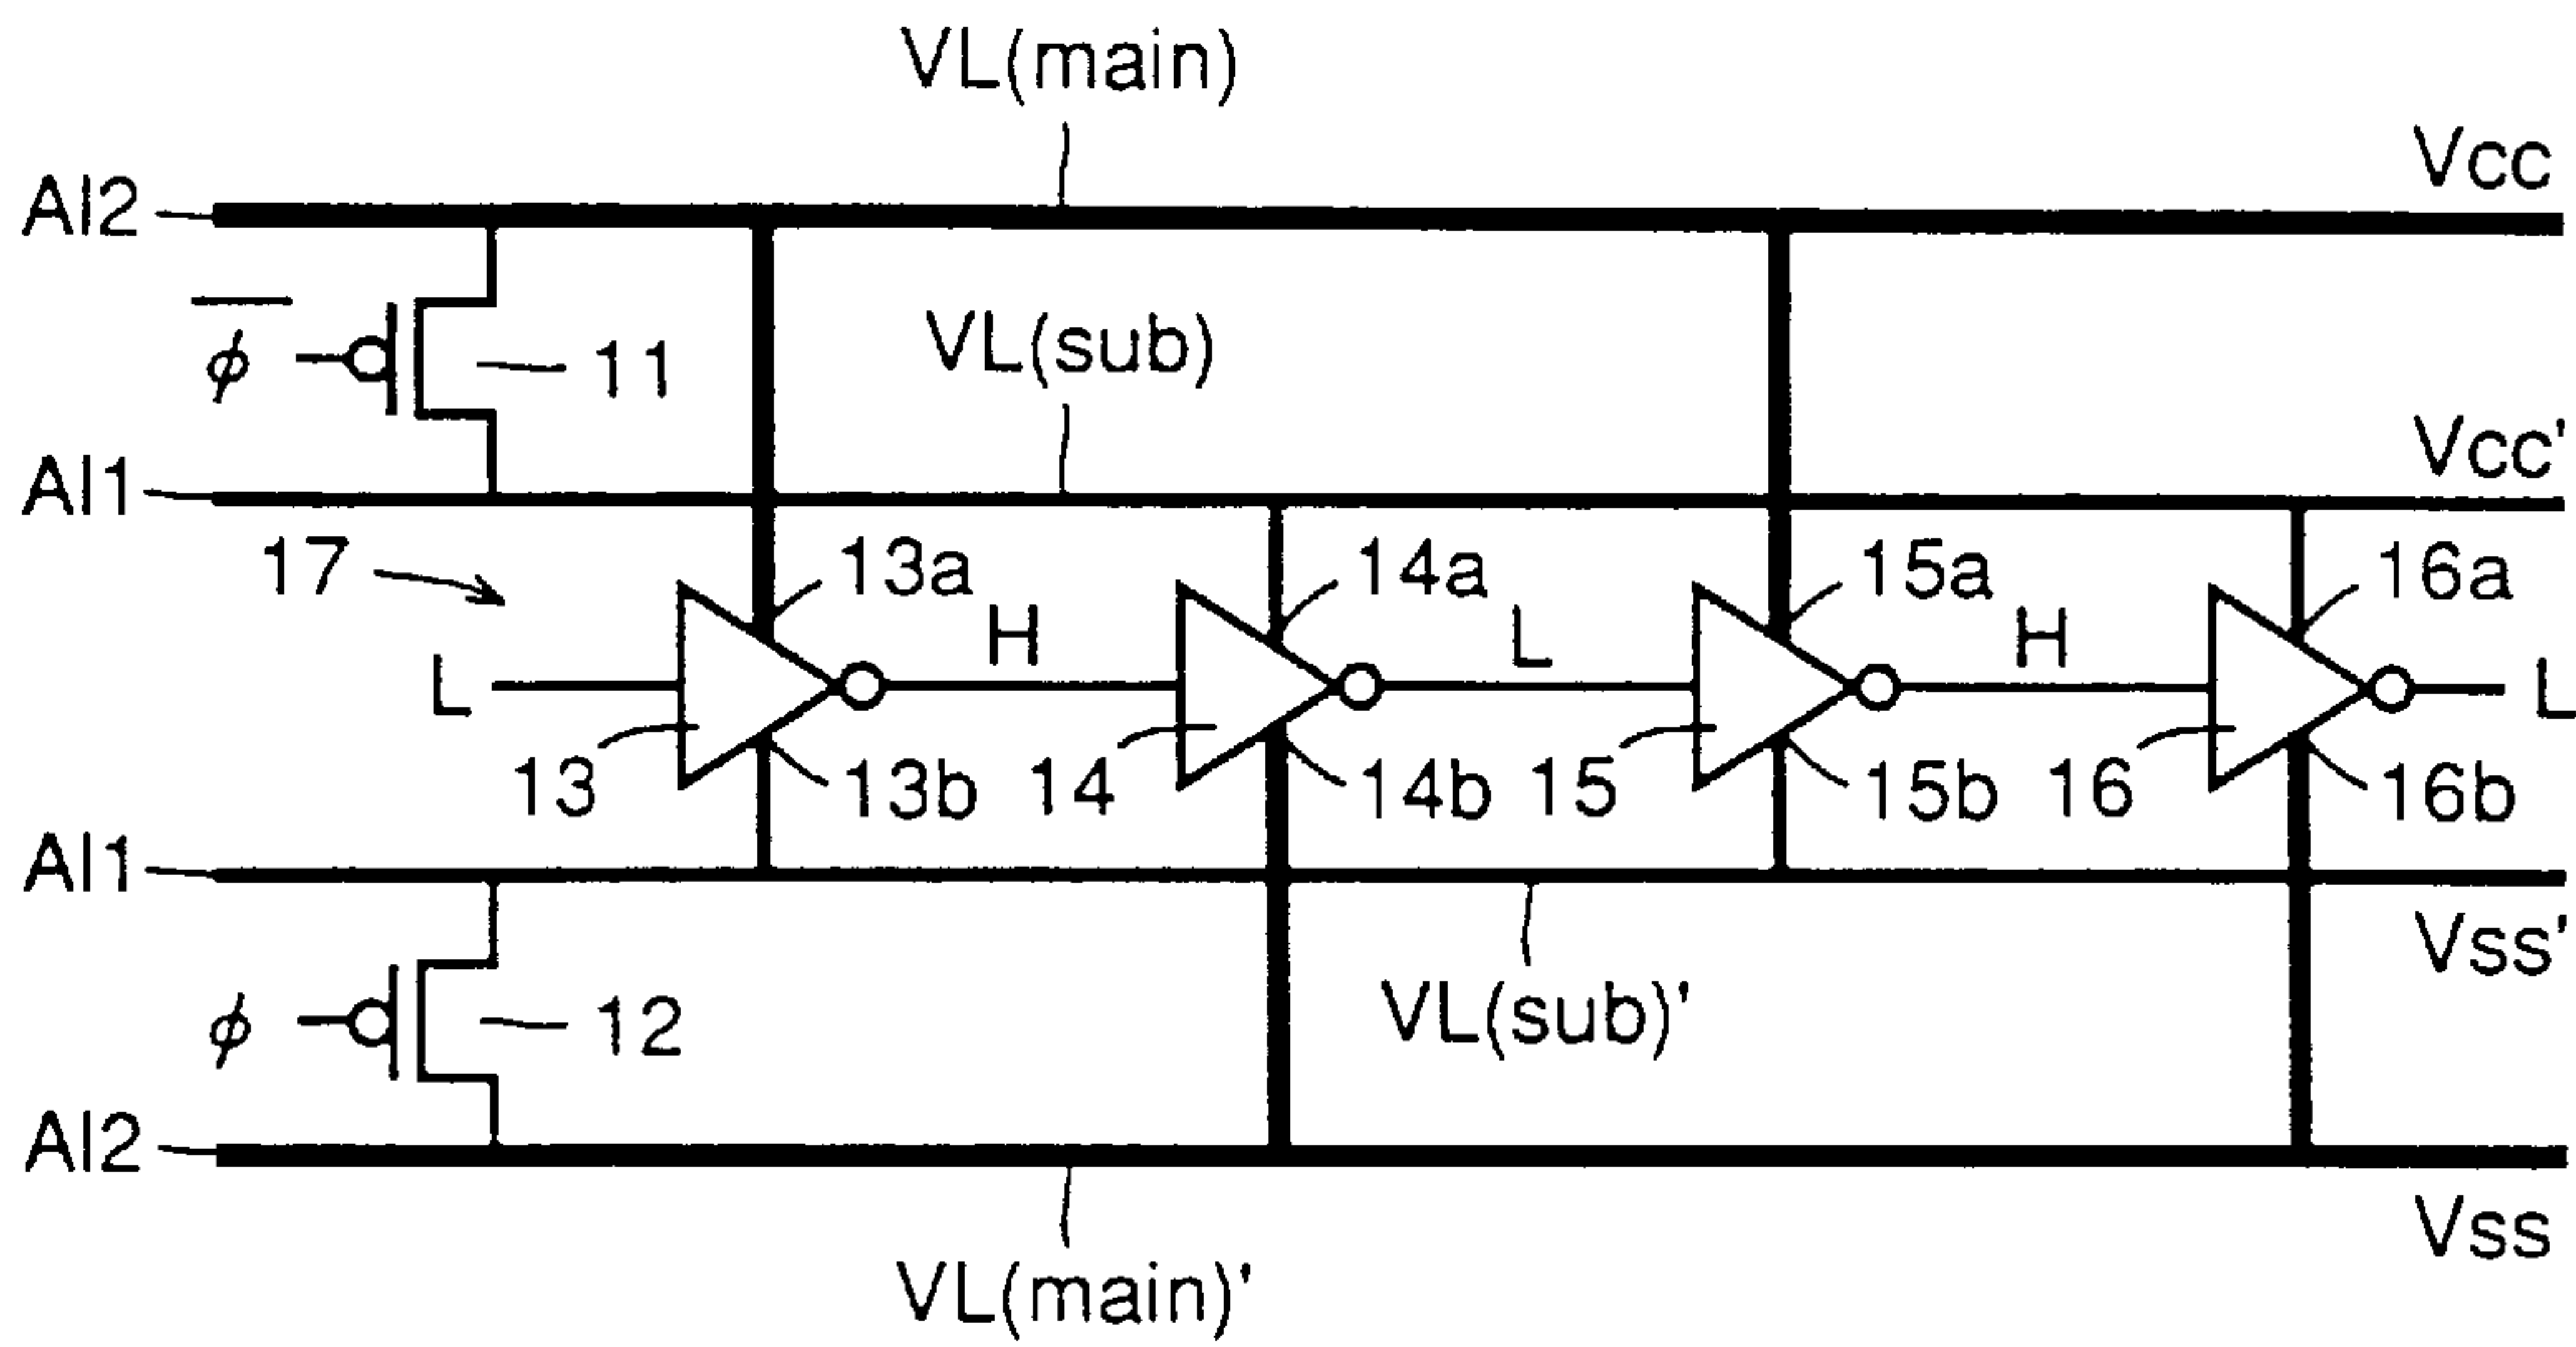 VL(main)
Al2
Vcc
φ̅
11
VL(sub)
Al1
Vcc'
17
13a
14a
15a
16a
L
H
L
H
L
13
13b
14
14b
15
15b
16
16b
Al1
Vss'
φ
12
VL(sub)'
Al2
Vss
VL(main)'